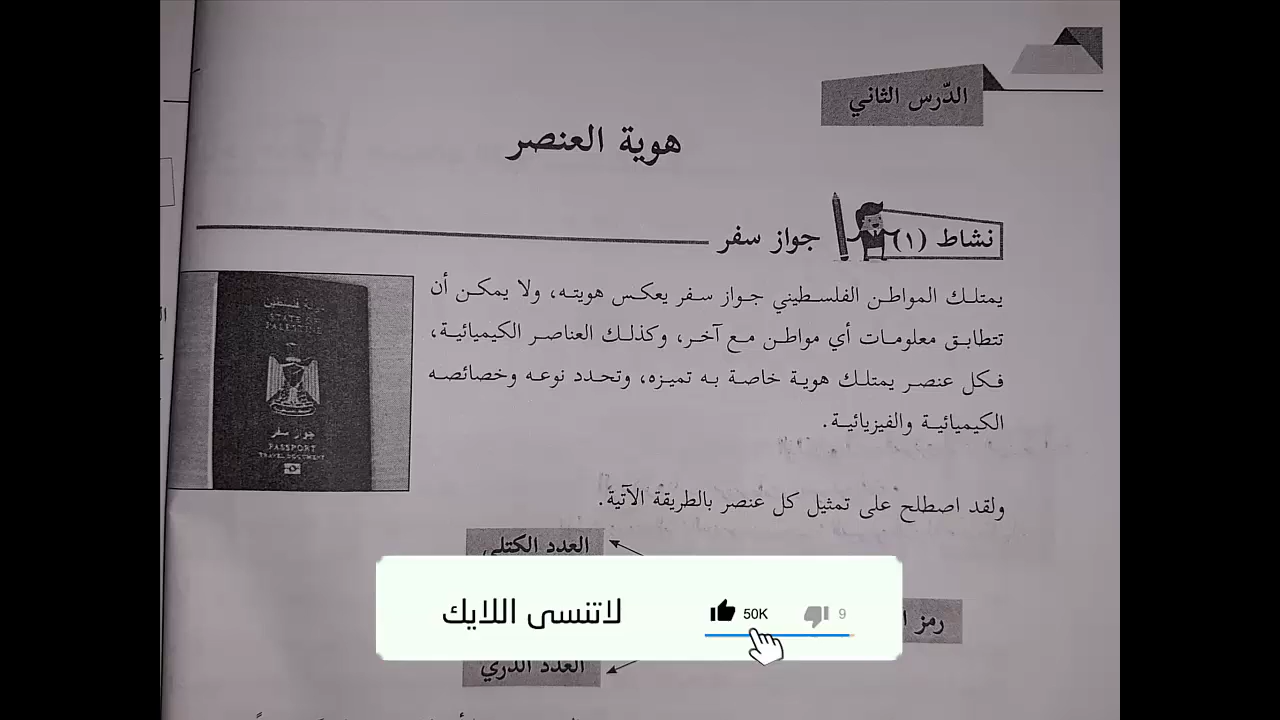 الدّرس الثاني
هوية العنصر
نشاط (١)
جواز سفر
يمتلك المواطن الفلسطيني جواز سفر يعكس هويته، ولا يمكن أن
تتطابق معلومات أي مواطن مع آخر، وكذلك العناصر الكيميائية،
فكل عنصر يمتلك هوية خاصة به تميزه، وتحدد نوعه وخصائصه
الكيميائية والفيزيائية.
STATE OF
PALESTINE
جواز سفر
PASSPORT
TRAVEL DOCUMENT
ولقد اصطلح على تمثيل كل عنصر بالطريقة الآتية.
العدد الكتلي
رمز
لاتنسى اللايك
50K
9
العدد الذري